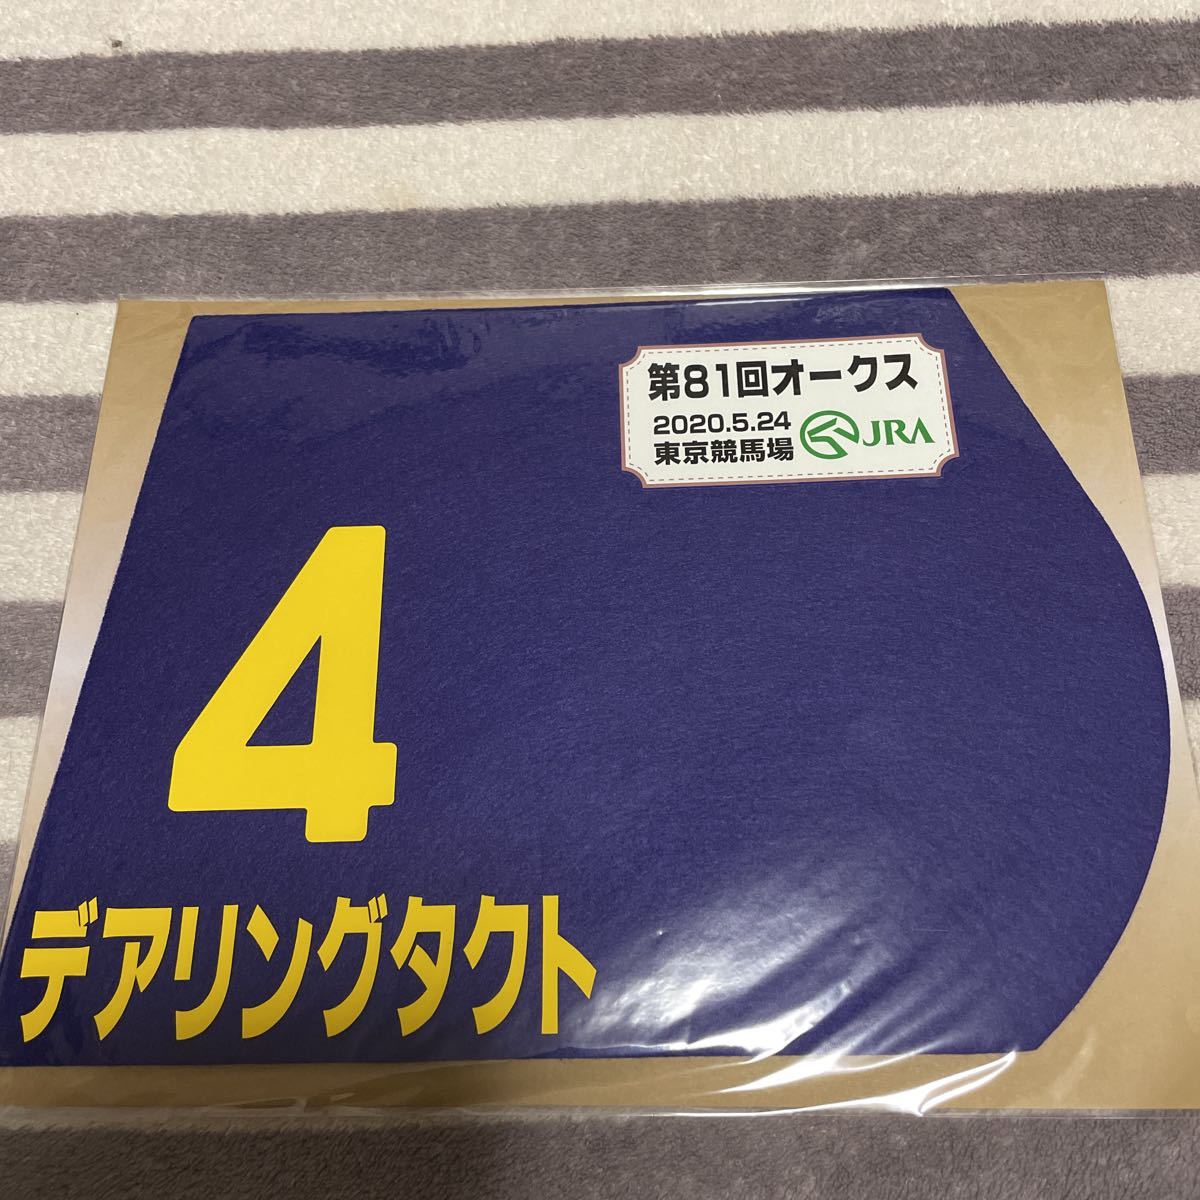 第81回オークス
2020.5.24
東京競馬場
JRA
4
デアリングタクト